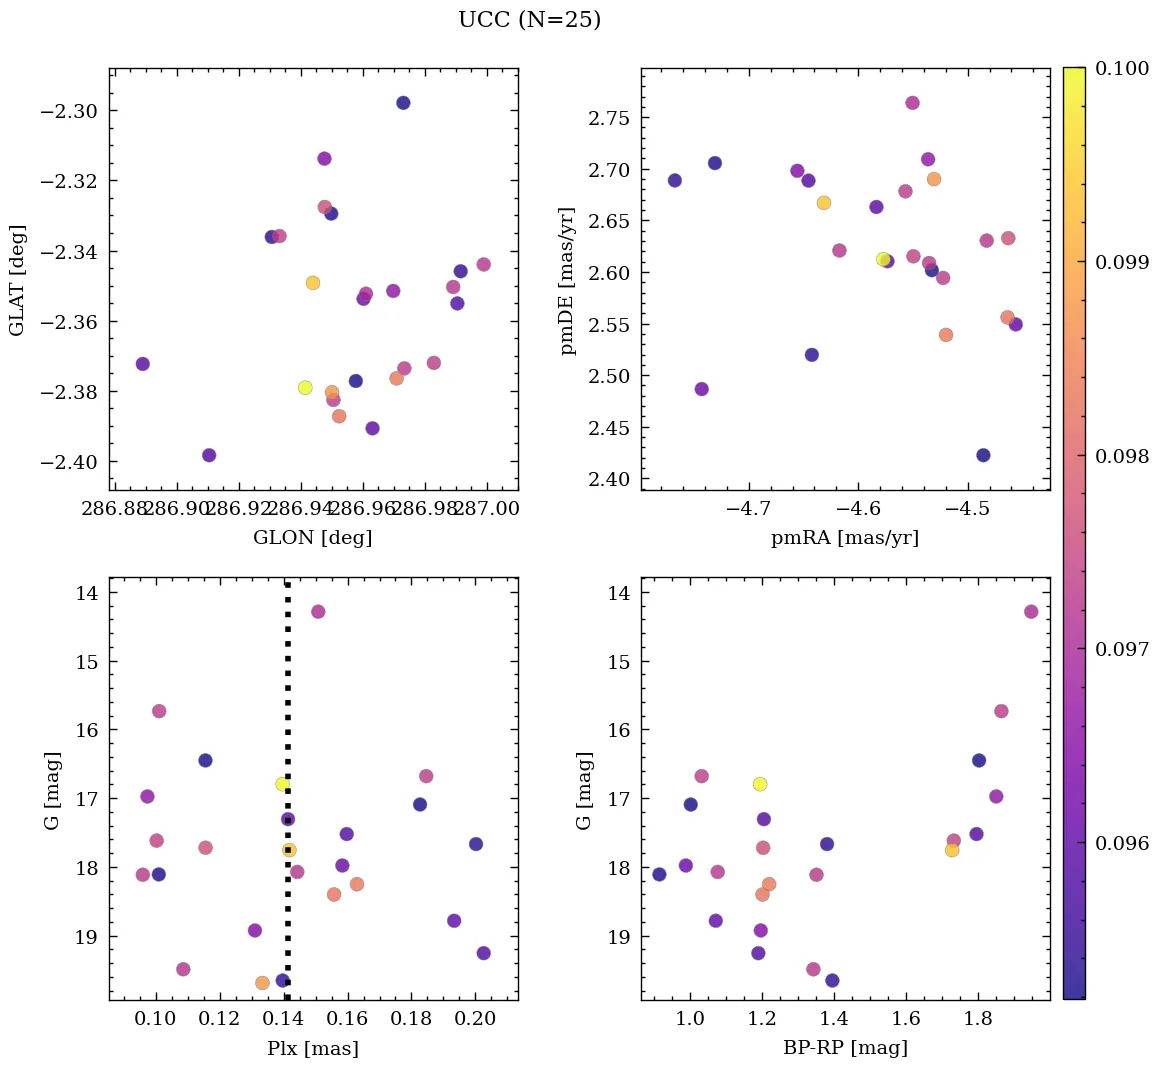 UCC (N=25)
−2.30
−2.32
−2.34
−2.36
−2.38
−2.40
GLAT [deg]
286.88 286.90 286.92 286.94 286.96 286.98 287.00
GLON [deg]
2.75
2.70
2.65
2.60
2.55
2.50
2.45
2.40
pmDE [mas/yr]
−4.7 −4.6 −4.5
pmRA [mas/yr]
0.100
0.099
0.098
0.097
0.096
14
15
16
17
18
19
G [mag]
0.10 0.12 0.14 0.16 0.18 0.20
Plx [mas]
14
15
16
17
18
19
G [mag]
1.0 1.2 1.4 1.6 1.8
BP-RP [mag]